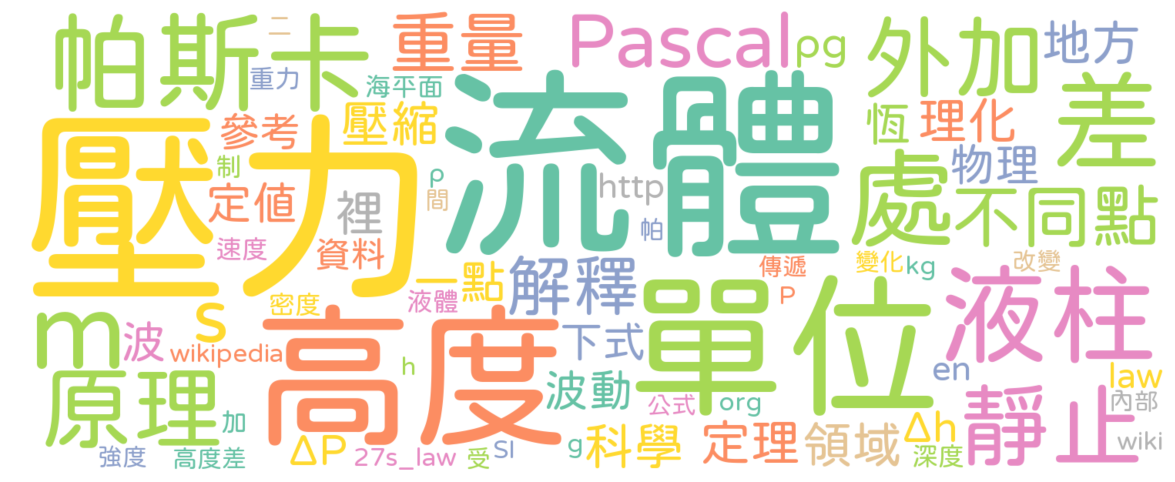 帕斯卡
二
重力
重量
海平面
Pascal
pg
外加
地方
差
壓力
參考
制
定值
速度
壓縮
裡
資料
p
間
流體
http
帕
恆
理化
物理
處
不同點
一點
液體
密度
解釋
傳遞
P
變化
kg
改變
m
s
波
wikipedia
高度
h
下式
單位
液柱
en
law
內部
原理
加
強度
高度差
ΔP
27s_law
受
SI
波動
公式
org
g
科學
定理
領域
Δh
深度
靜止
wiki